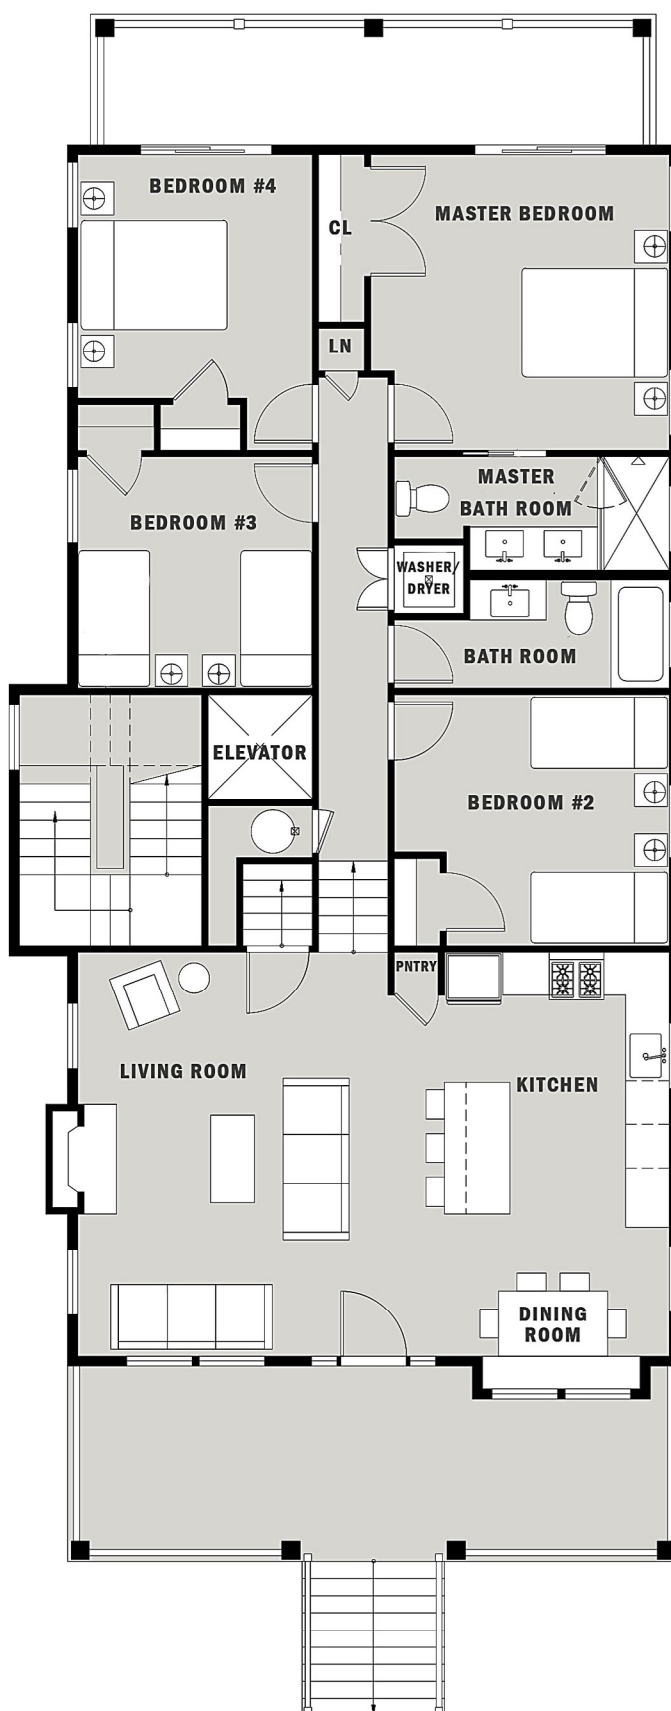 BEDROOM #4
MASTER BEDROOM
CL
LN
MASTER
BATH ROOM
BEDROOM #3
WASHER/
DRYER
BATH ROOM
ELEVATOR
BEDROOM #2
PNTRY
LIVING ROOM
KITCHEN
DINING
ROOM